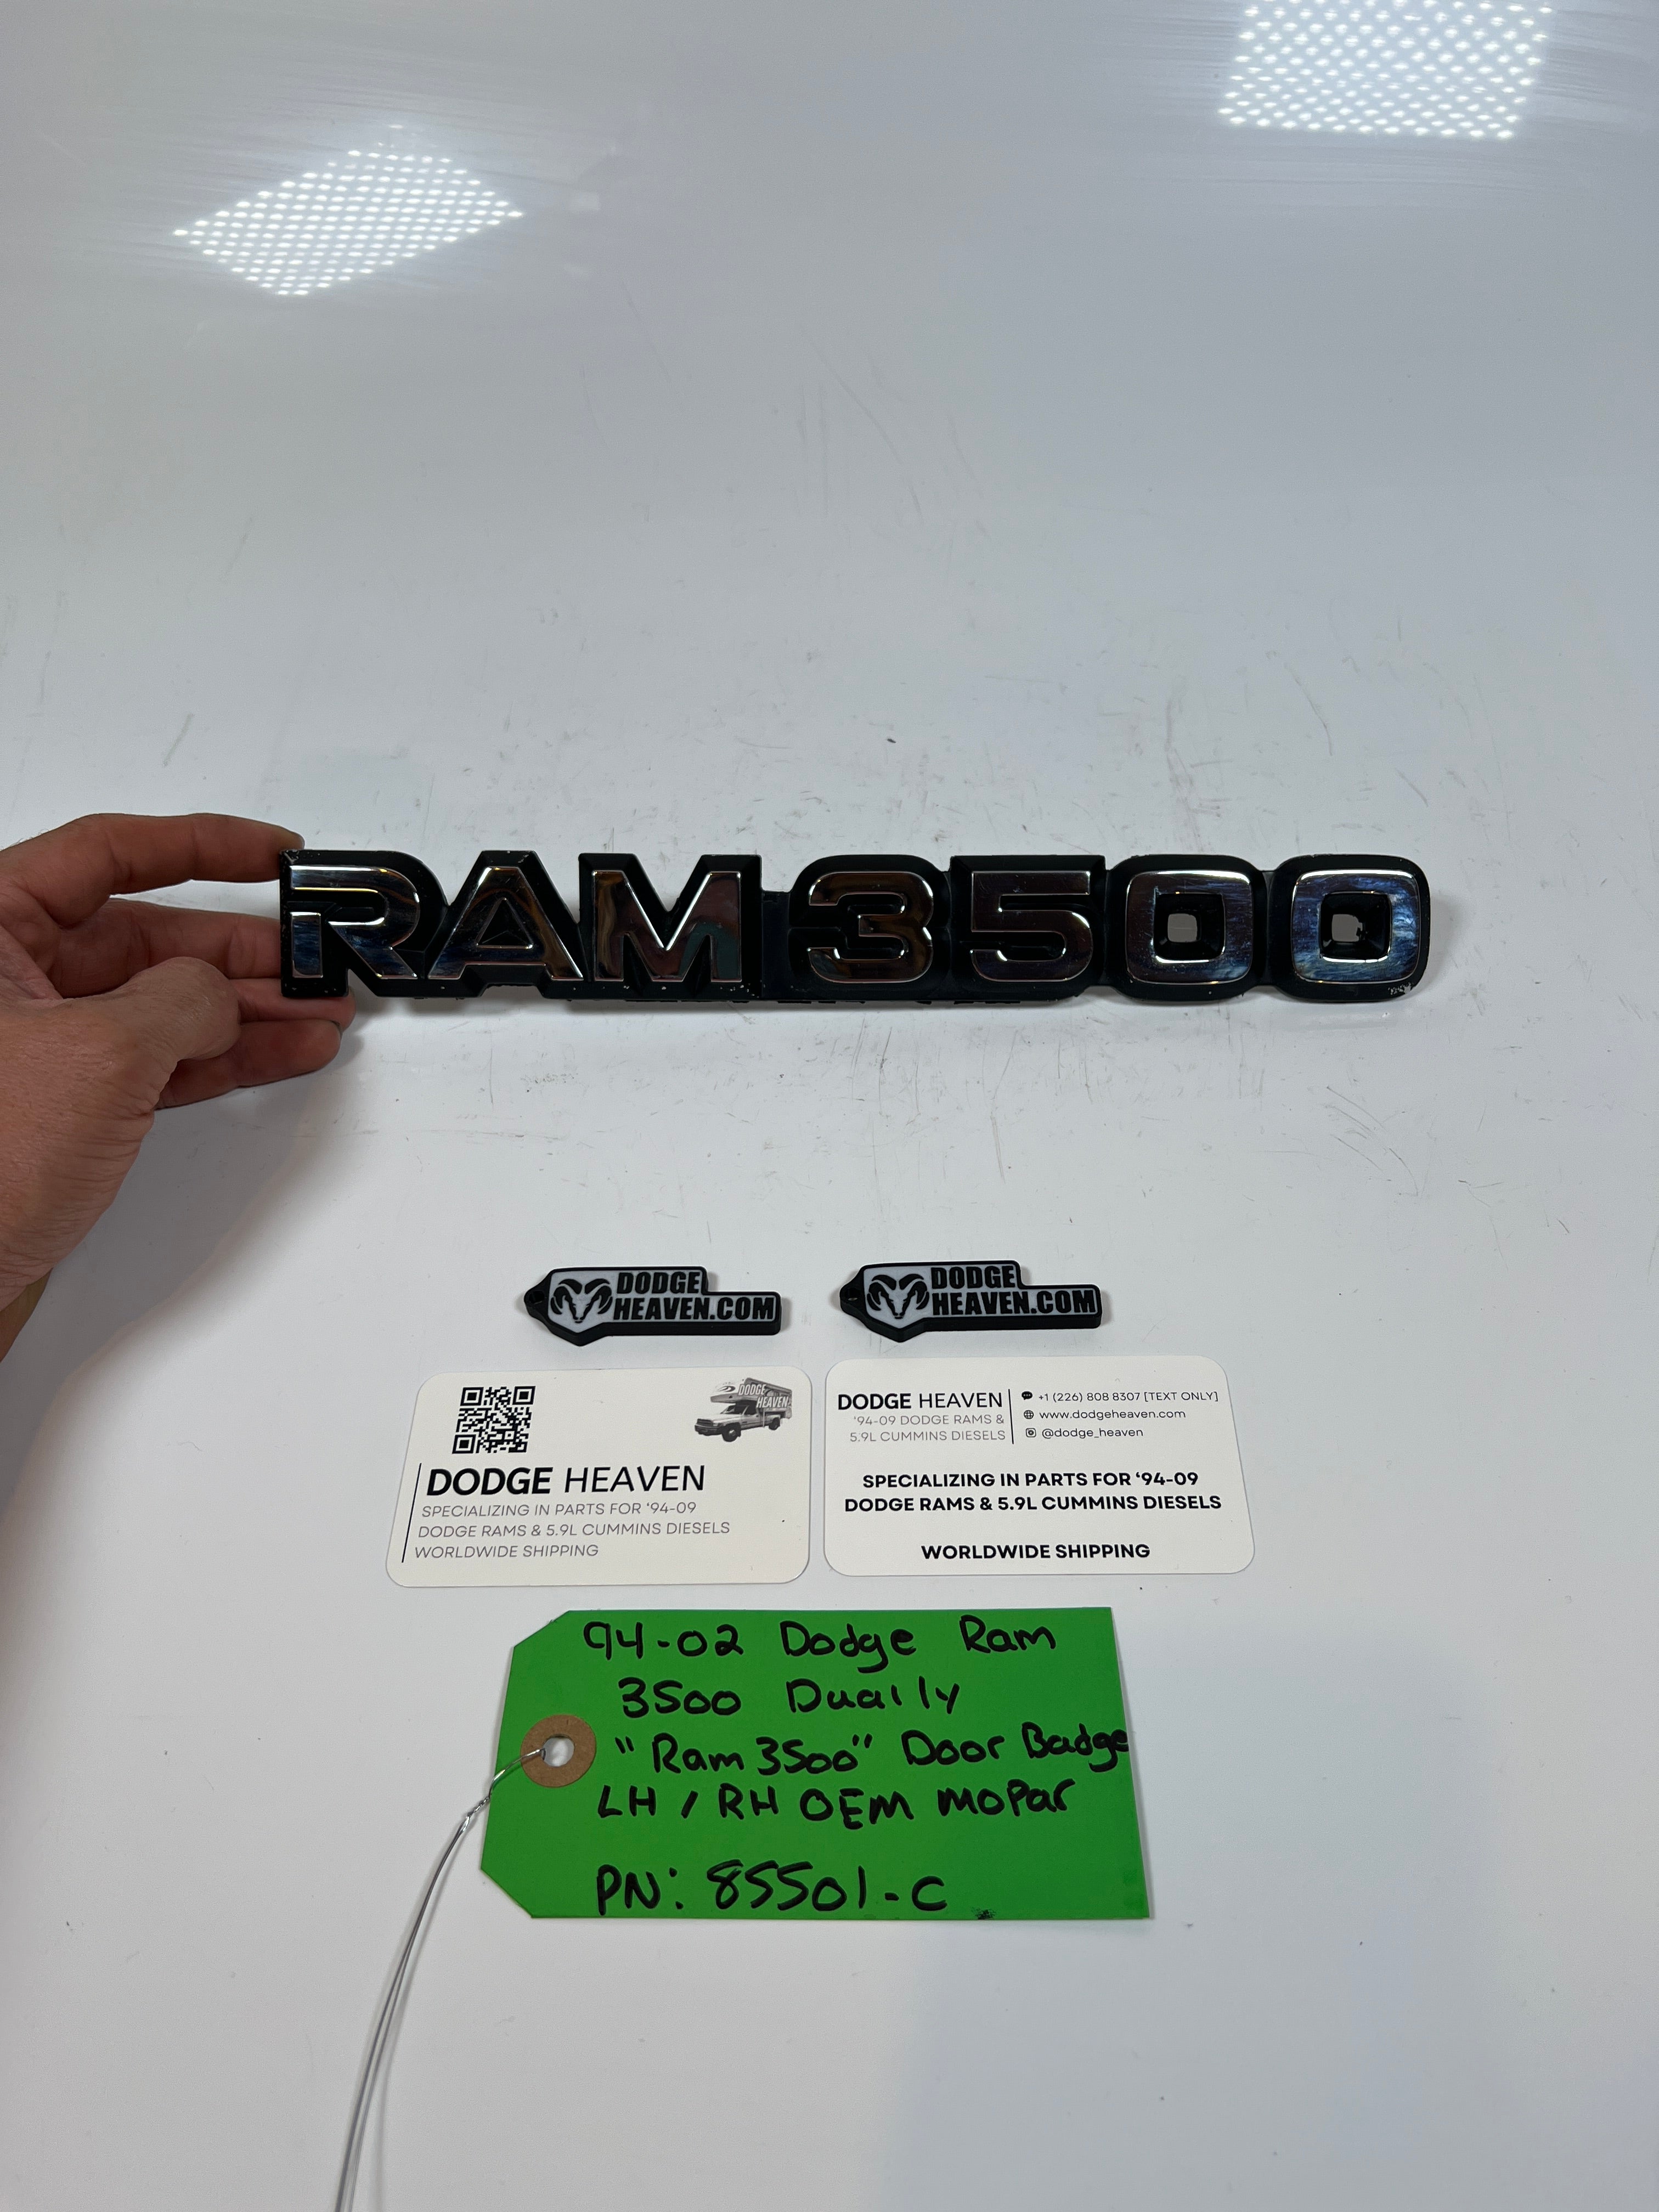 RAM 3500
DODGE
HEAVEN.COM
DODGE
HEAVEN.COM
DODGE
HEAVEN
DODGE HEAVEN
SPECIALIZING IN PARTS FOR '94-09
DODGE RAMS & 5.9L CUMMINS DIESELS
WORLDWIDE SHIPPING
DODGE HEAVEN
'94-09 DODGE RAMS &
5.9L CUMMINS DIESELS
+1 (226) 808 8307 [TEXT ONLY]
www.dodgeheaven.com
@dodge_heaven
SPECIALIZING IN PARTS FOR '94-09
DODGE RAMS & 5.9L CUMMINS DIESELS
WORLDWIDE SHIPPING
94-02 Dodge Ram
3500 Dually
"Ram 3500" Door Badge
LH / RH OEM MOPar
PN: 85501-C